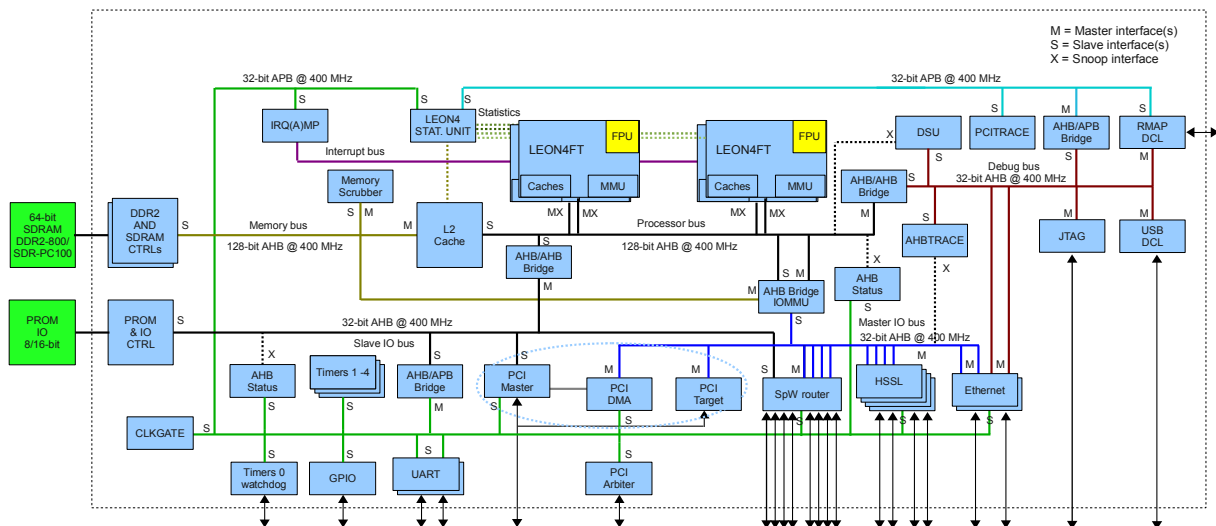 M = Master interface(s)
S = Slave interface(s)
X = Snoop interface
32-bit APB @ 400 MHz
32-bit APB @ 400 MHz
S
S
S
S
M
S
IRQ(A)MP
LEON4
STAT. UNIT
Statistics
FPU
LEON4FT
Caches
MMU
FPU
LEON4FT
Caches
MMU
X
DSU
PCITRACE
AHB/APB
Bridge
RMAP
DCL
Interrupt bus
S
S
M
Debug bus
32-bit AHB @ 400 MHz
Memory
Scrubber
AHB/AHB
Bridge
S
S
M
MX
MX
MX
MX
M
S
M
M
64-bit
SDRAM
DDR2-800/
SDR-PC100
DDR2
AND
SDRAM
CTRLs
S
Memory bus
M
L2
Cache
S
Processor bus
128-bit AHB @ 400 MHz
128-bit AHB @ 400 MHz
AHBTRACE
JTAG
USB
DCL
S
AHB/AHB
Bridge
M
S
M
X
X
M
AHB Bridge
IOMMU
S
AHB
Status
S
PROM
IO
8/16-bit
PROM
& IO
CTRL
S
32-bit AHB @ 400 MHz
Slave IO bus
Master IO bus
32-bit AHB @ 400 MHz
X
S
S
M
M
S
M
M
M
AHB
Status
Timers 1 -4
AHB/APB
Bridge
PCI
Master
PCI
DMA
PCI
Target
SpW router
HSSL
Ethernet
S
S
M
S
S
S
S
S
CLKGATE
S
S
S
S
S
S
Timers 0
watchdog
GPIO
UART
PCI
Arbiter